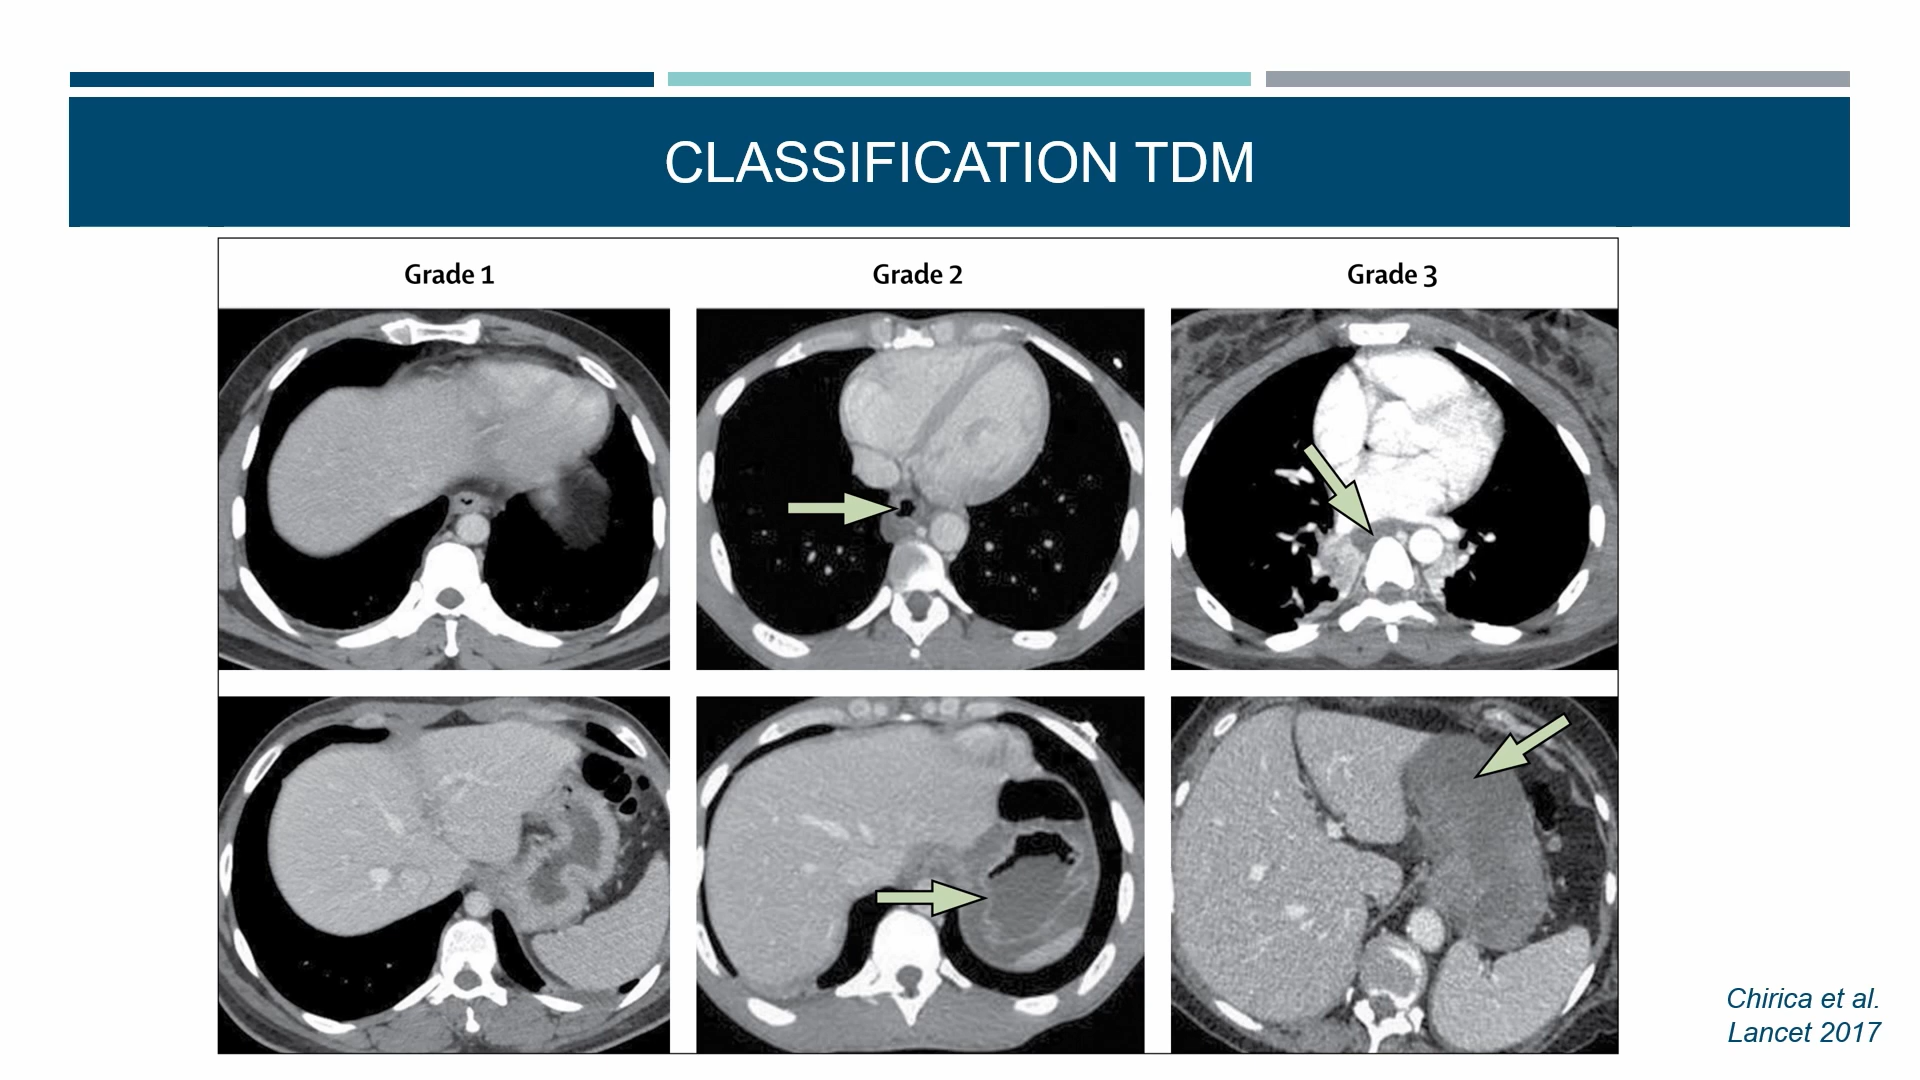 CLASSIFICATION TDM
Grade 1
Grade 2
Grade 3
Chirica et al.
Lancet 2017